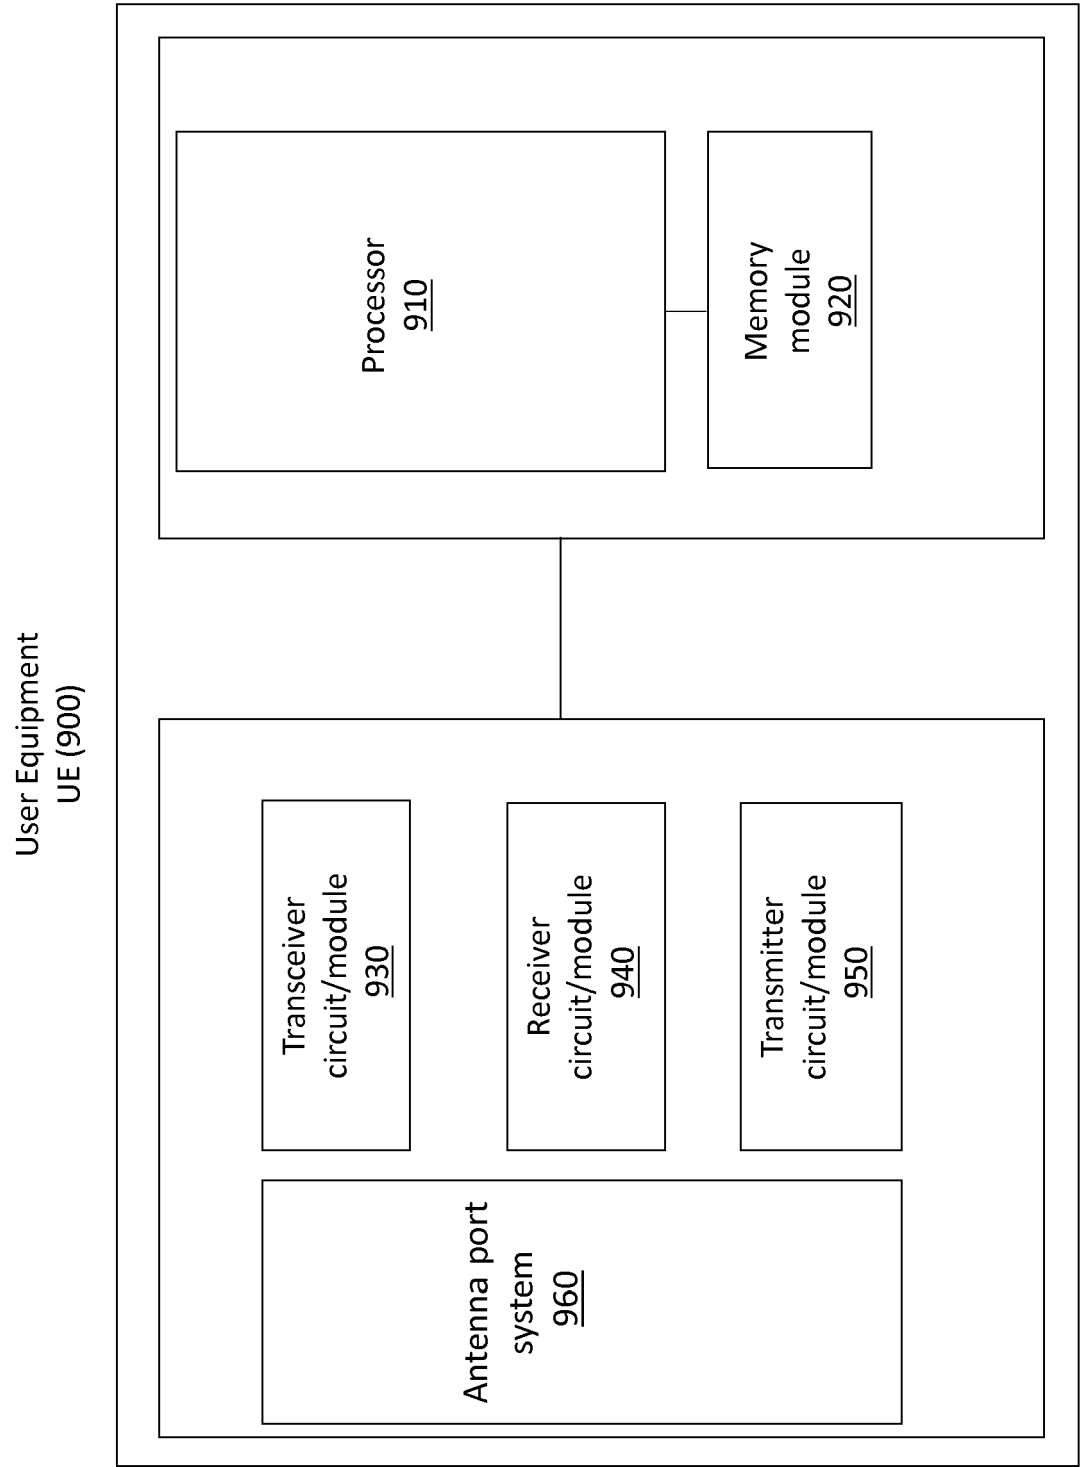 User Equipment
UE (900)
Antenna port
system
960
Transceiver
circuit/module
930
Receiver
circuit/module
940
Transmitter
circuit/module
950
Processor
910
Memory
module
920